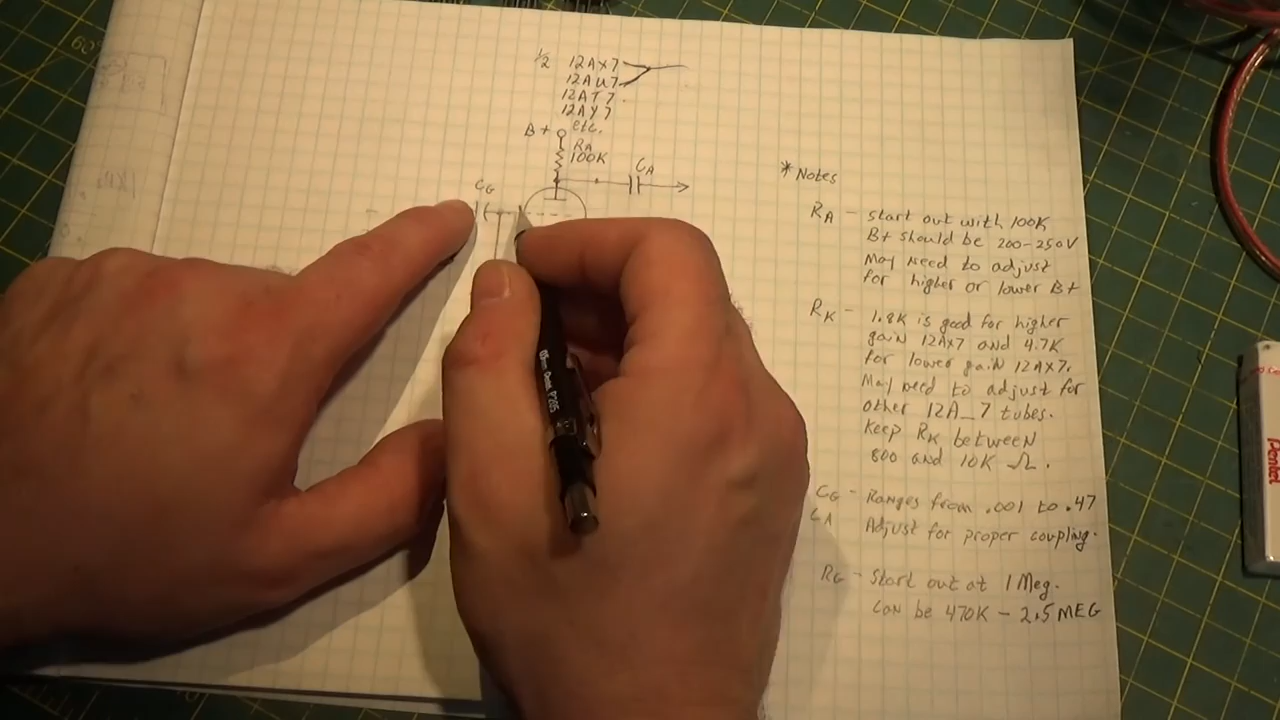 1/2 12AX7
12AU7
12AT7
12AY7
etc.
B+
RA
100K
CA
CG
*Notes
RA - start out with 100K
B+ should be 200-250V
May need to adjust
for higher or lower B+
RK - 1.8K is good for higher
gain 12AX7 and 4.7K
for lower gain 12AX7.
May need to adjust for
other 12A_7 tubes.
Keep RK between
800 and 10K Ω.
CG - Ranges from .001 to .47
CA Adjust for proper coupling.
RG - Start out at 1 Meg.
Can be 470K - 2.5 MEG
Pentel P205
Pentel